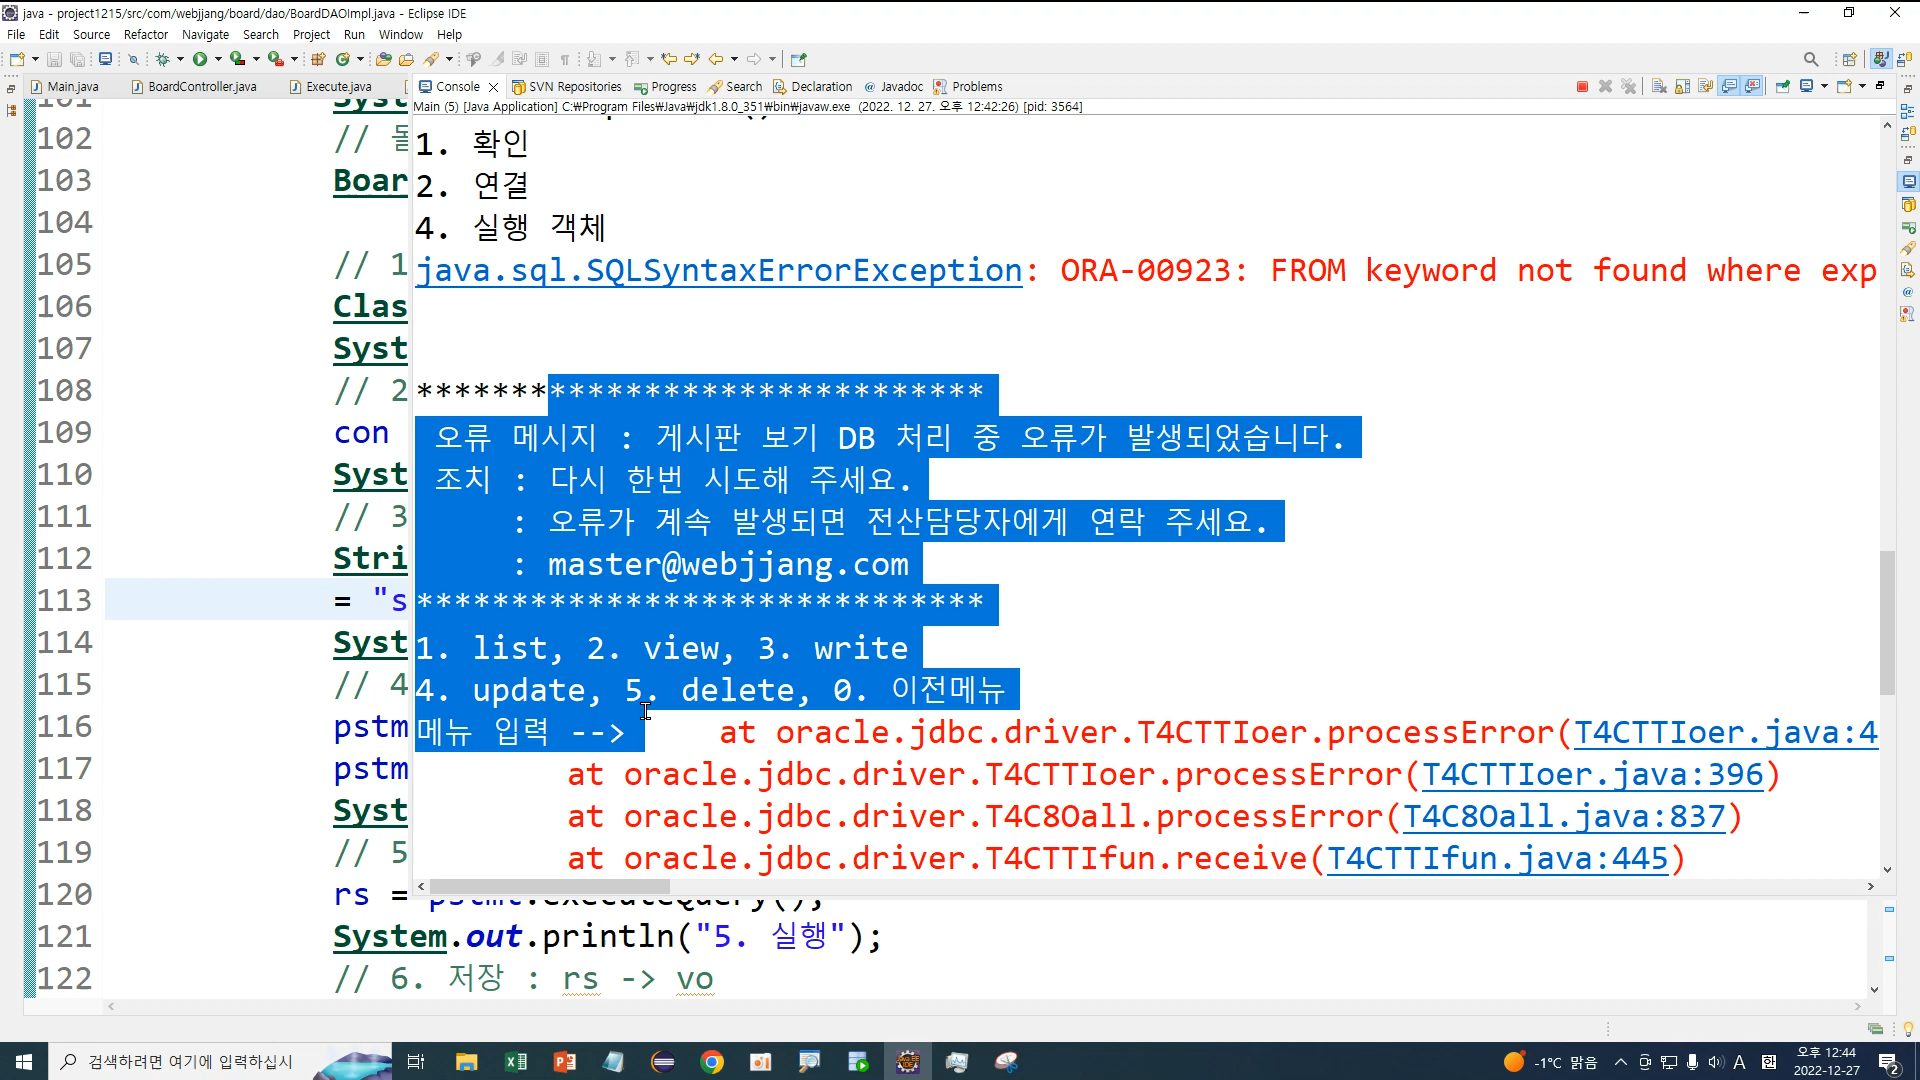 java - project1215/src/com/webjjang/board/dao/BoardDAOImpl.java - Eclipse IDE
File Edit Source Refactor Navigate Search Project Run Window Help
Main.java BoardController.java Execute.java Console SVN Repositories Progress Search Declaration Javadoc Problems
Main (5) [Java Application] C:₩Program Files₩Java₩jdk1.8.0_351₩bin₩javaw.exe (2022. 12. 27. 오후 12:42:26) [pid: 3564]
1. 확인
2. 연결
4. 실행 객체
java.sql.SQLSyntaxErrorException: ORA-00923: FROM keyword not found where exp
******************************
오류 메시지 : 게시판 보기 DB 처리 중 오류가 발생되었습니다.
조치 : 다시 한번 시도해 주세요.
: 오류가 계속 발생되면 전산담당자에게 연락 주세요.
: master@webjjang.com
******************************
1. list, 2. view, 3. write
4. update, 5. delete, 0. 이전메뉴
메뉴 입력 --> at oracle.jdbc.driver.T4CTTIoer.processError(T4CTTIoer.java:4
at oracle.jdbc.driver.T4CTTIoer.processError(T4CTTIoer.java:396)
at oracle.jdbc.driver.T4C8Oall.processError(T4C8Oall.java:837)
at oracle.jdbc.driver.T4CTTIfun.receive(T4CTTIfun.java:445)
101 Syst
102 //
103 Boar
104
105 // 1
106 Clas
107 Syst
108 // 2
109 con
110 Syst
111 // 3
112 Stri
113 = "s
114 Syst
115 // 4
116 pstm
117 pstm
118 Syst
119 // 5
120 rs = pstmt.executeQuery();
121 System.out.println("5. 실행");
122 // 6. 저장 : rs -> vo
검색하려면 여기에 입력하십시
-1°C 맑음
A
오후 12:44
2022-12-27
2